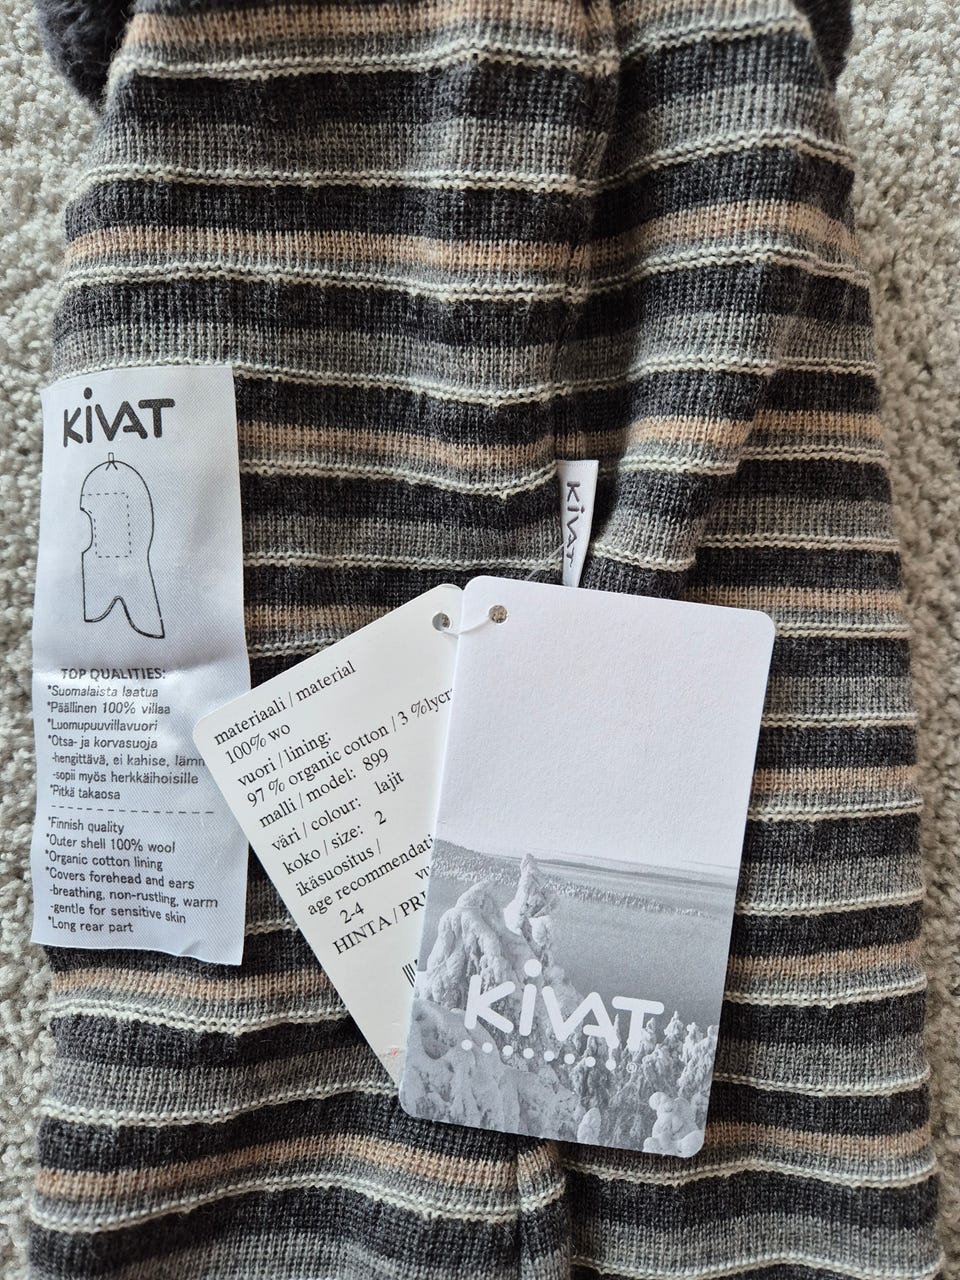 KiVAT
TOP QUALITIES:
*Suomalaista laatua
*Päällinen 100% villaa
*Luomupuuvillavuori
*Otsa- ja korvasuoja
-hengittävä, ei kahise,
-sopii myös herkkäihoisille
*Pitkä takaosa
*Finnish quality
*Outer shell 100% wool
*Organic cotton lining
*Covers forehead and ears
-breathing, non-rustling, warm
-gentle for sensitive skin
*Long rear part
KiVAT
materiaali / material
100% wo
vuori / lining:
97 % organic cotton / 3 %lycr
malli / model: 899
väri / colour: lajit
koko / size: 2
ikäsuositus /
age recommendati
2-4
HINTA / PRI
KiVAT
®